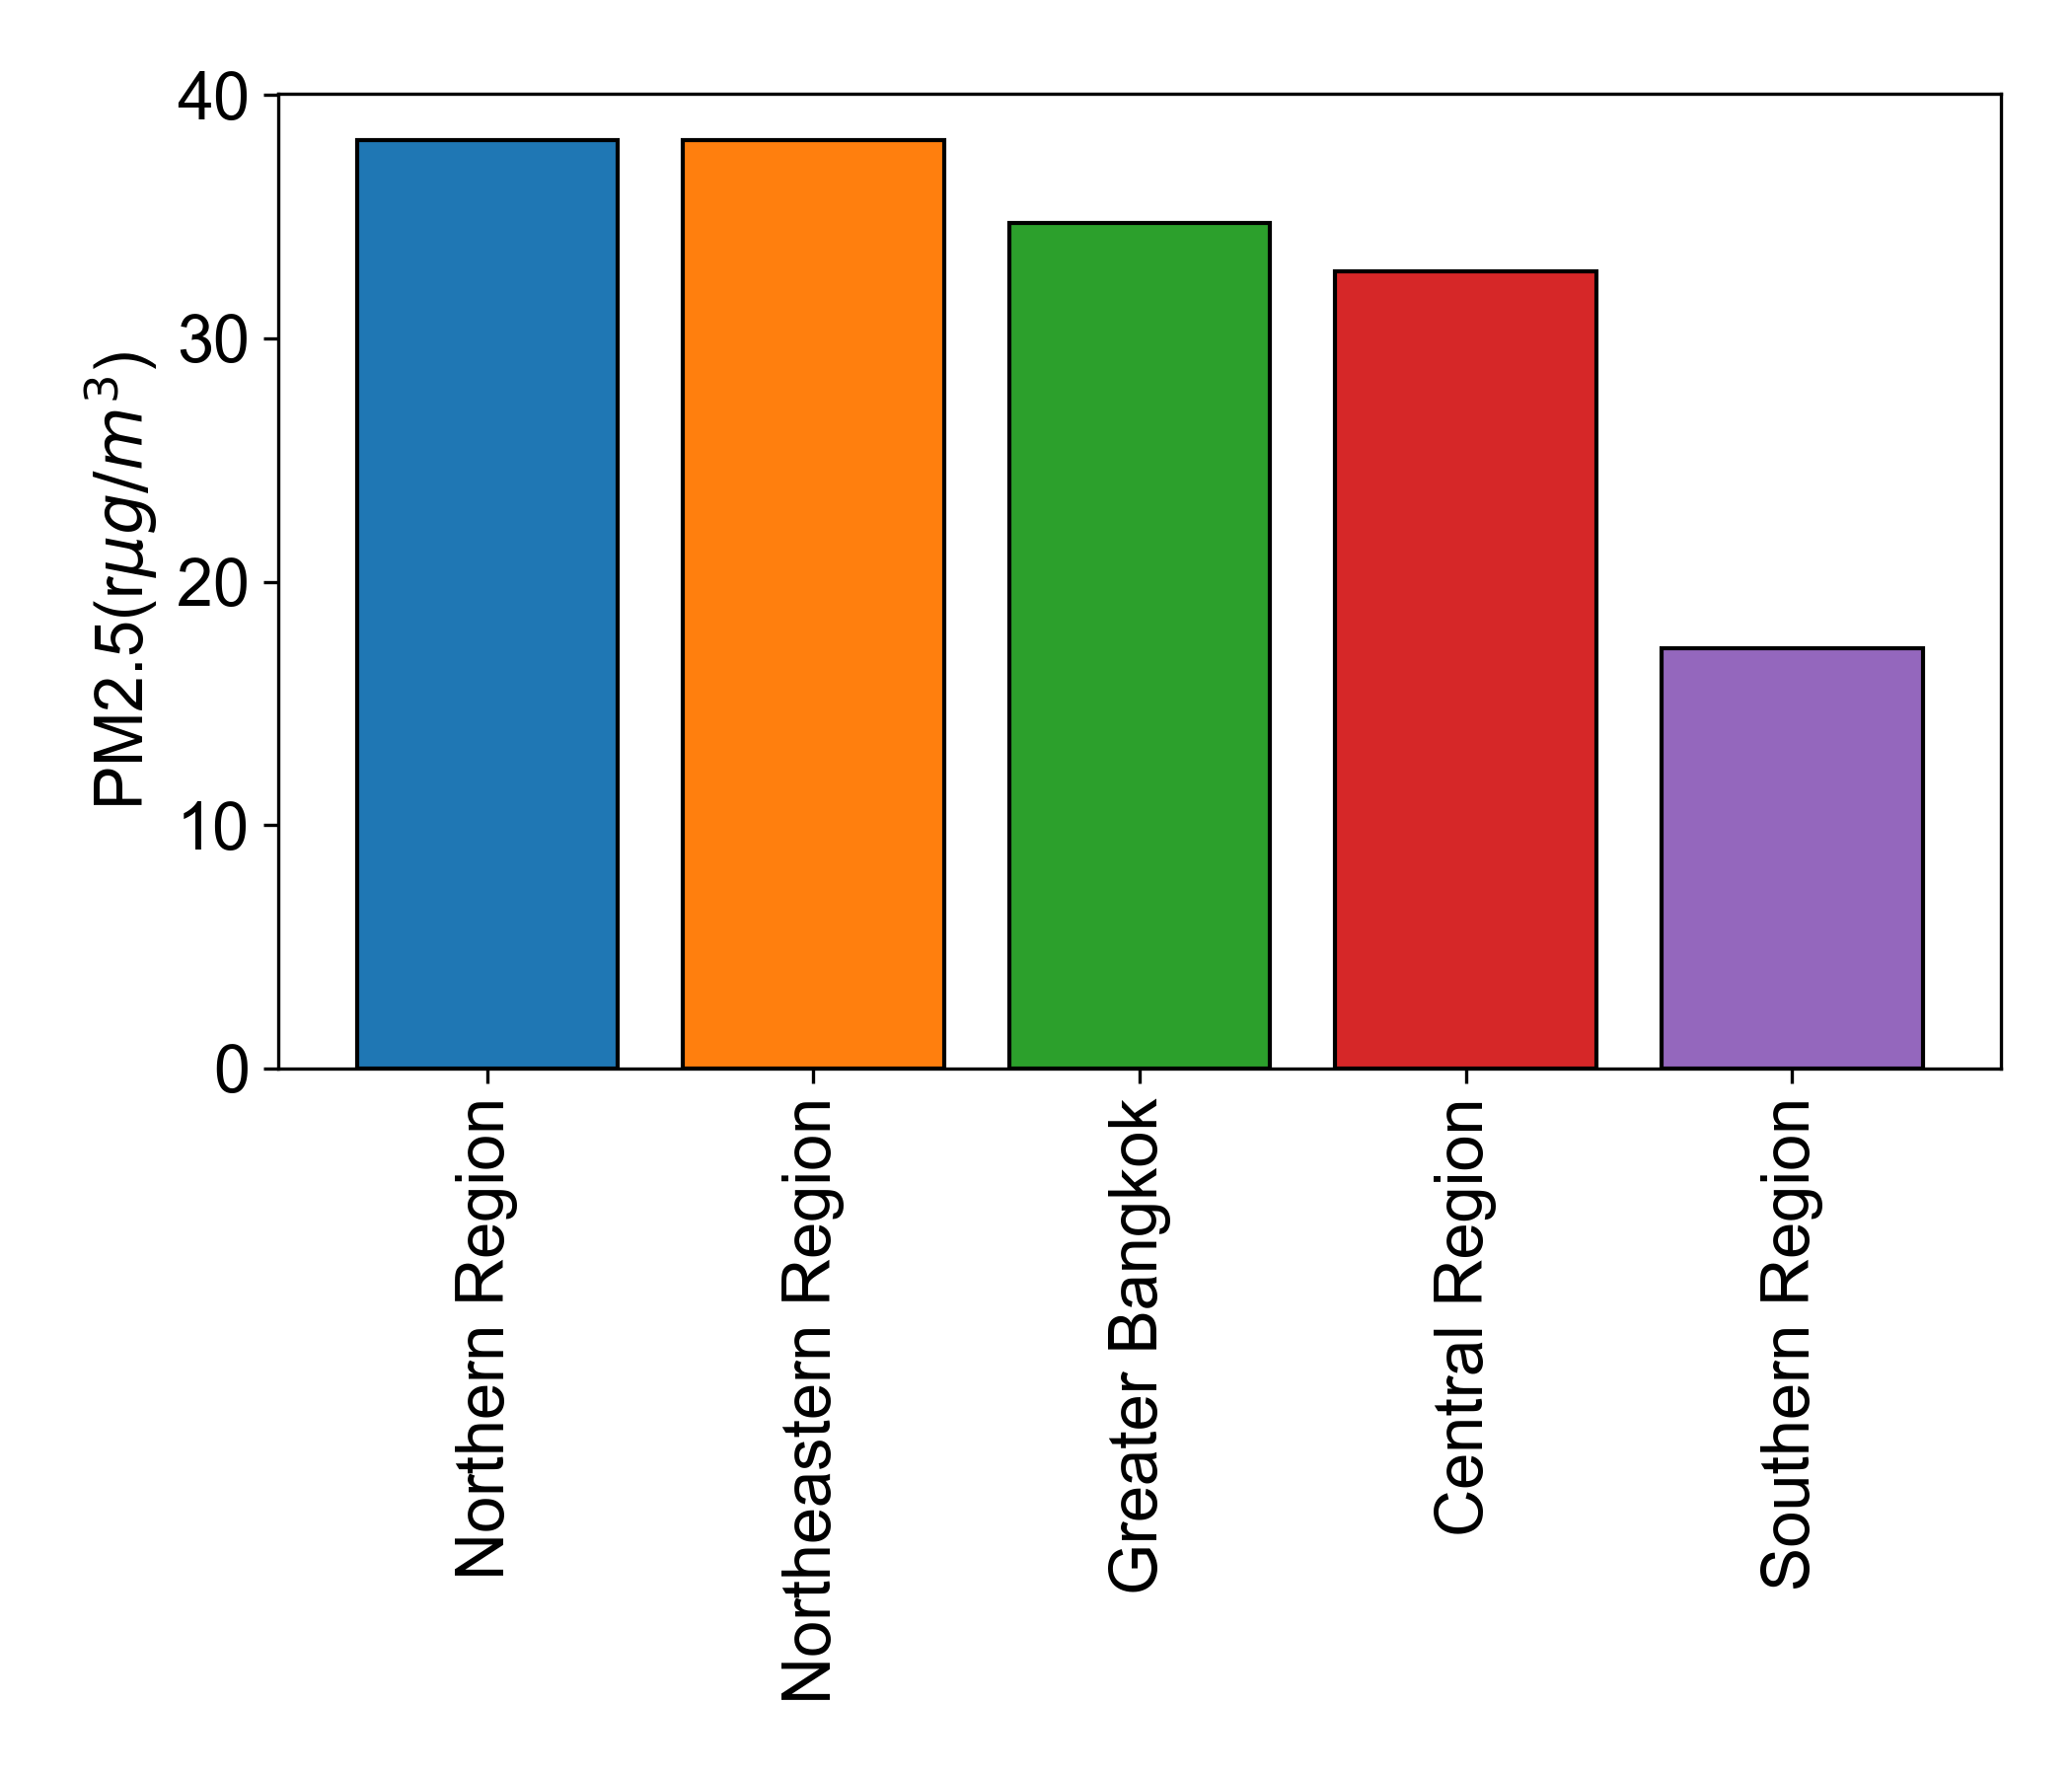 40
30
20
10
0
PM2.5(rμg/m³)
Northern Region
Northeastern Region
Greater Bangkok
Central Region
Southern Region